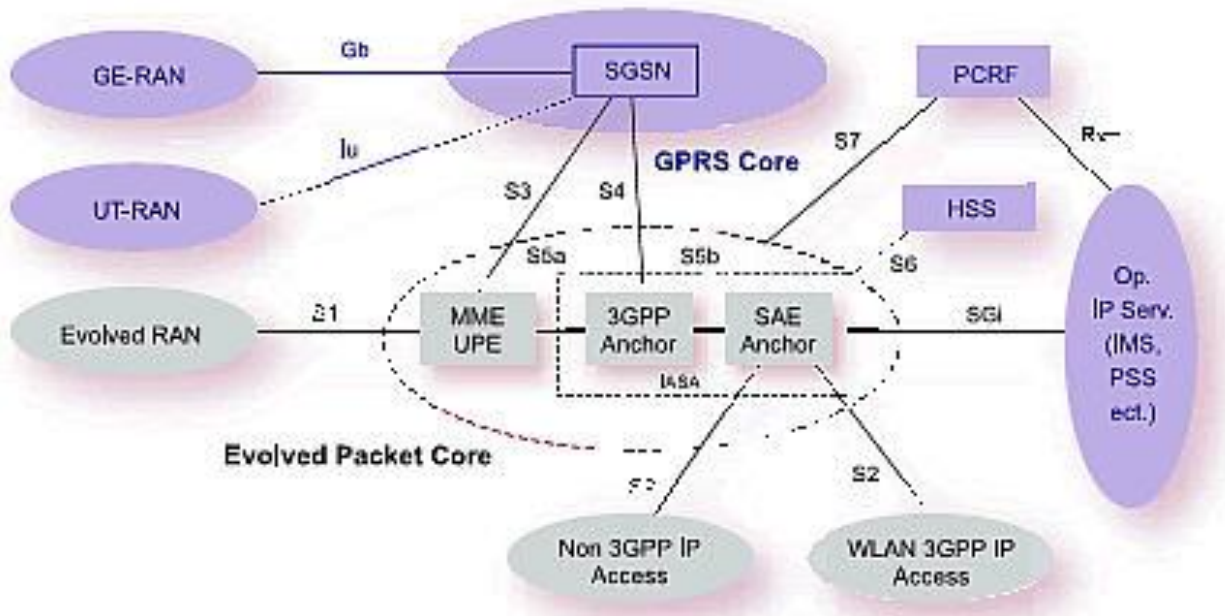 Gb
GE-RAN
SGSN
PCRF
Iu
GPRS Core
S7
UT-RAN
S3
S4
HSS
S5a
S5b
S6
Op.
IP Serv.
(IMS,
PSS
ect.)
Evolved RAN
MME
UPE
3GPP
Anchor
SAE
Anchor
SGi
IASA
Evolved Packet Core
S2
Non 3GPP IP
Access
WLAN 3GPP IP
Access